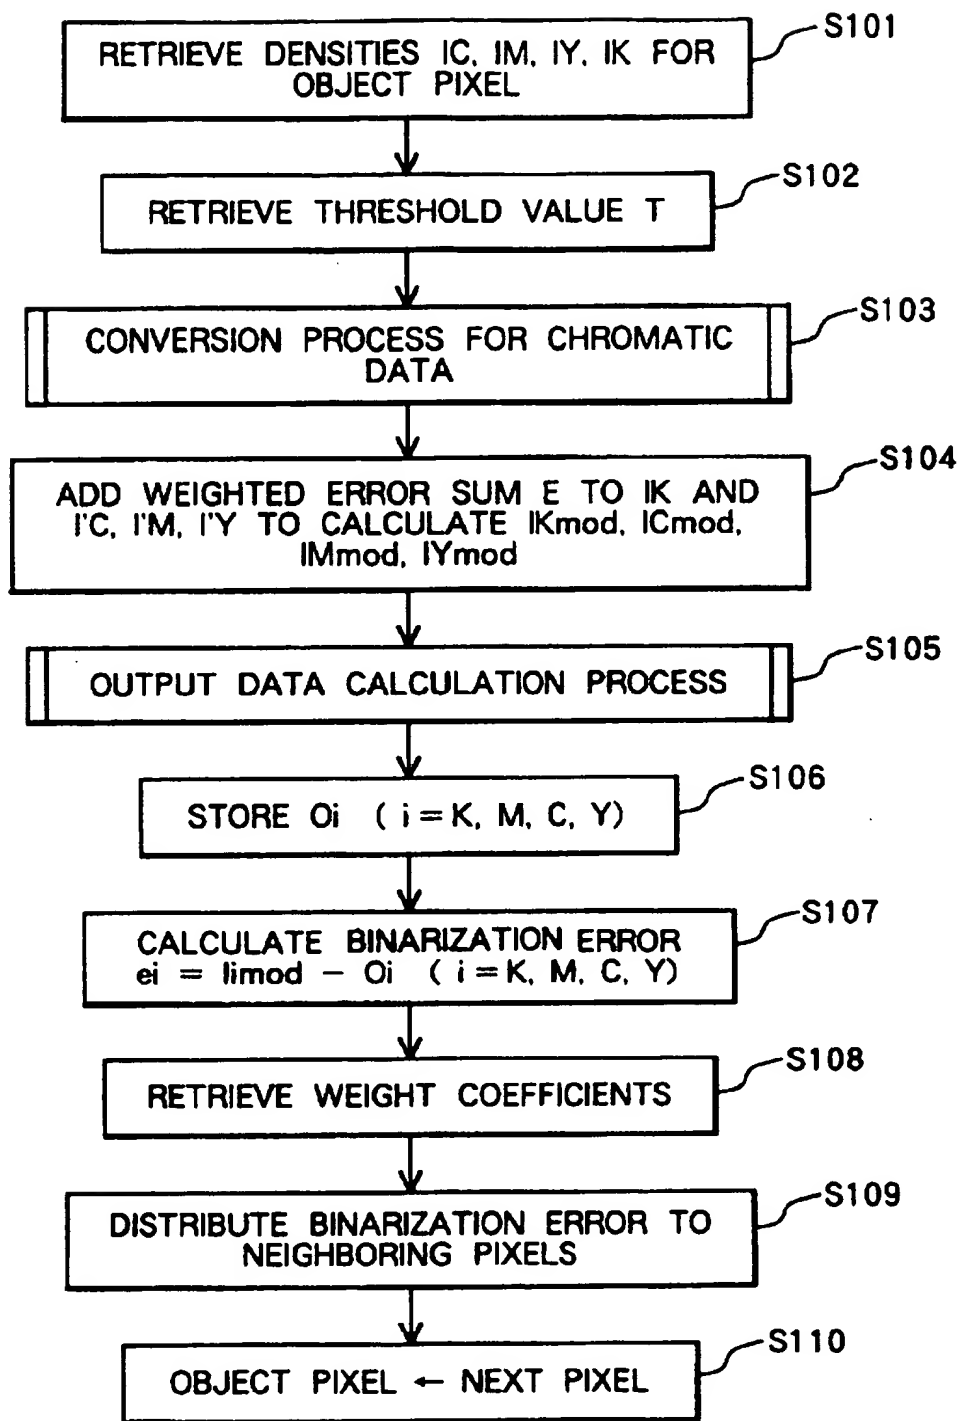 RETRIEVE DENSITIES IC, IM, IY, IK FOR
OBJECT PIXEL
S101
RETRIEVE THRESHOLD VALUE T
S102
CONVERSION PROCESS FOR CHROMATIC
DATA
S103
ADD WEIGHTED ERROR SUM E TO IK AND
I'C, I'M, I'Y TO CALCULATE IKmod, ICmod,
IMmod, IYmod
S104
OUTPUT DATA CALCULATION PROCESS
S105
STORE Oi ( i = K, M, C, Y)
S106
CALCULATE BINARIZATION ERROR
ei = Iimod – Oi ( i = K, M, C, Y)
S107
RETRIEVE WEIGHT COEFFICIENTS
S108
DISTRIBUTE BINARIZATION ERROR TO
NEIGHBORING PIXELS
S109
OBJECT PIXEL ← NEXT PIXEL
S110